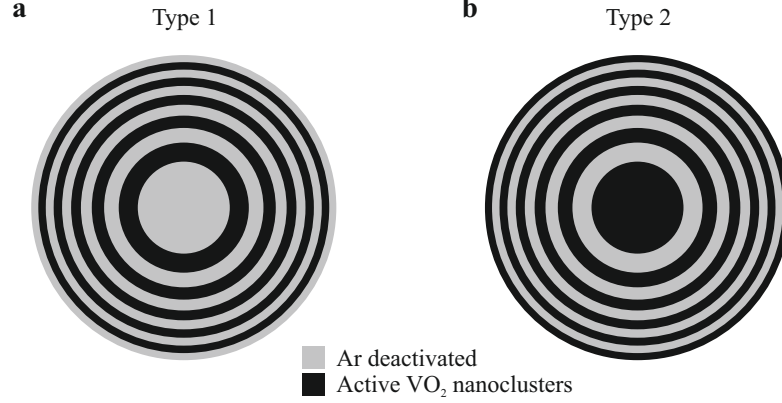 a
Type 1
b
Type 2
Ar deactivated
Active VO₂ nanoclusters